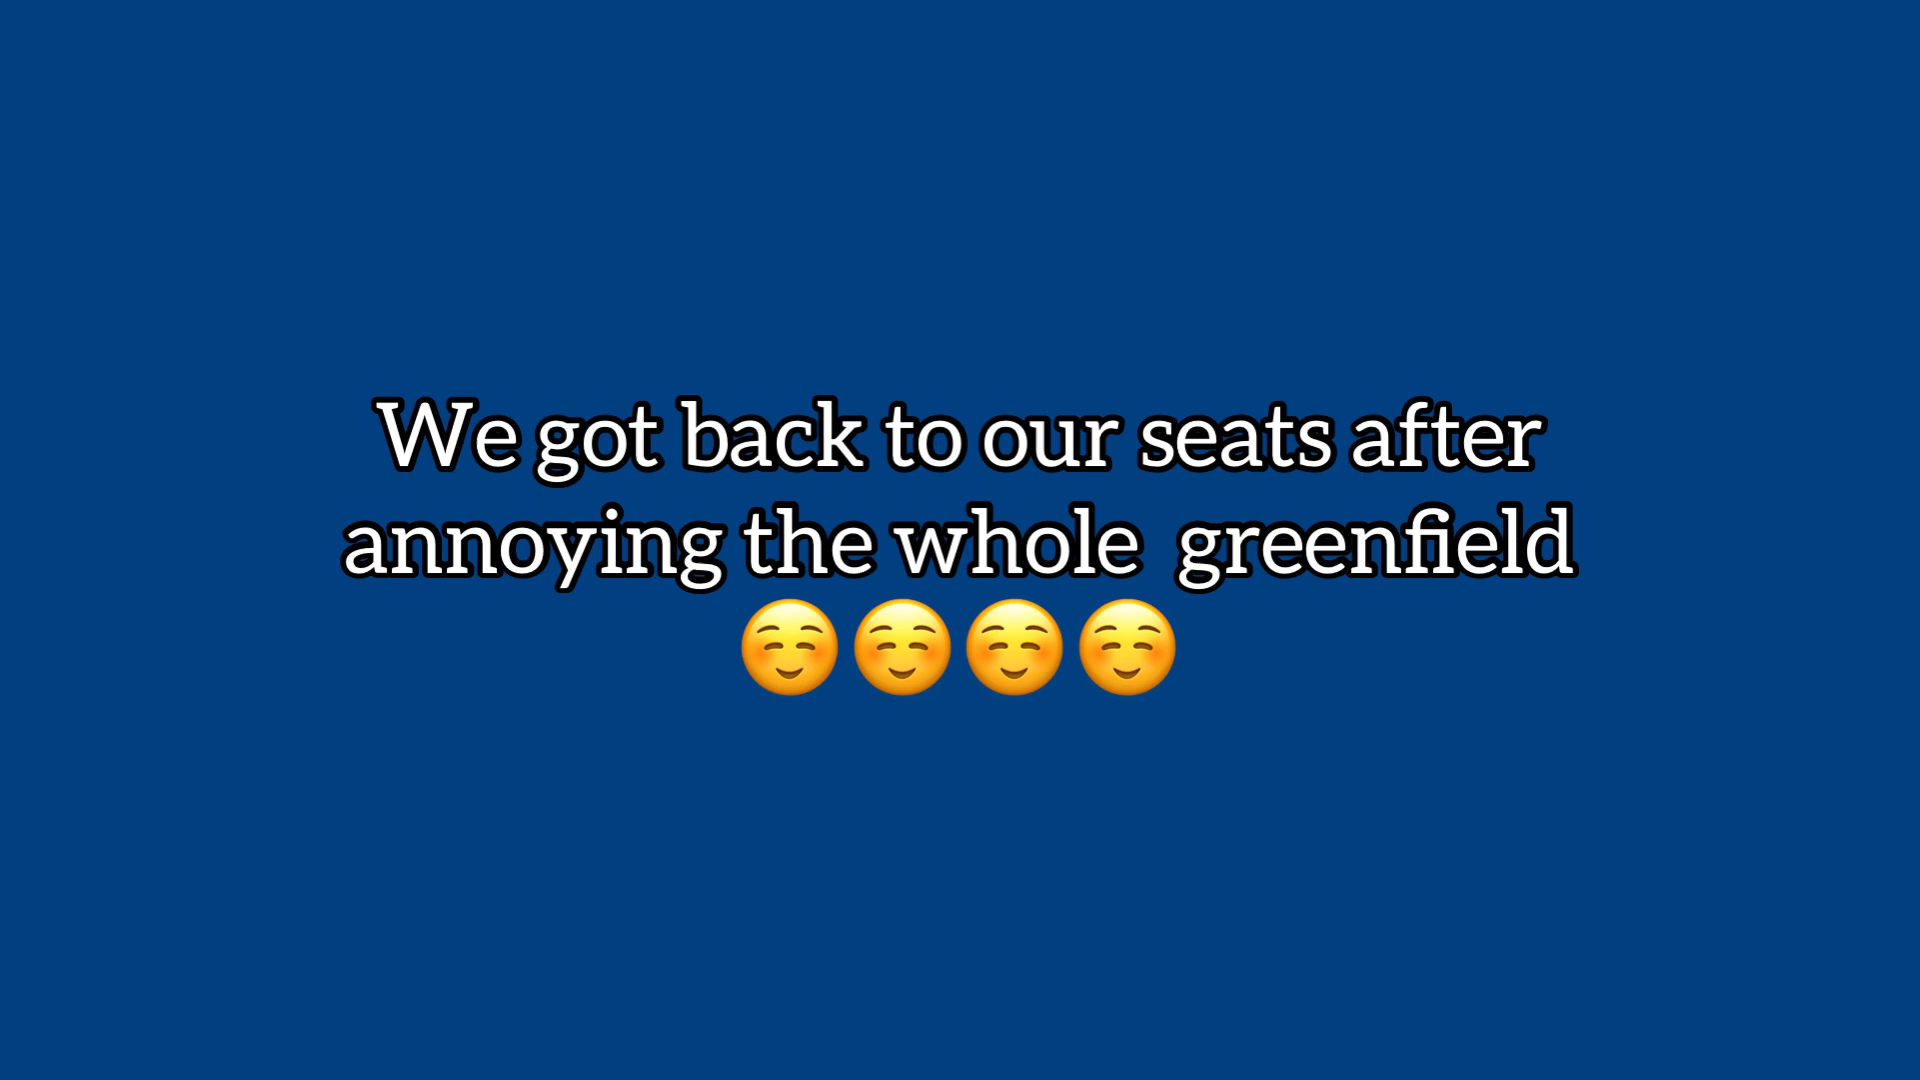 We got back to our seats after
annoying the whole  greenfield
☺️☺️☺️☺️